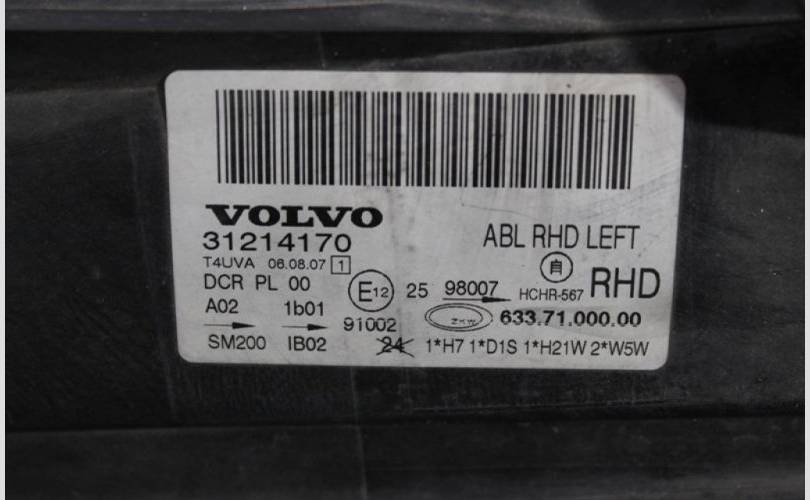 VOLVO
31214170
ABL RHD LEFT
T4UVA 06.08.07 1
自
DCR PL 00
E12
25
98007
HCHR-567
RHD
A02
1b01
91002
ZKW
633.71.000.00
SM200
IB02
24
1*H7 1*D1S 1*H21W 2*W5W